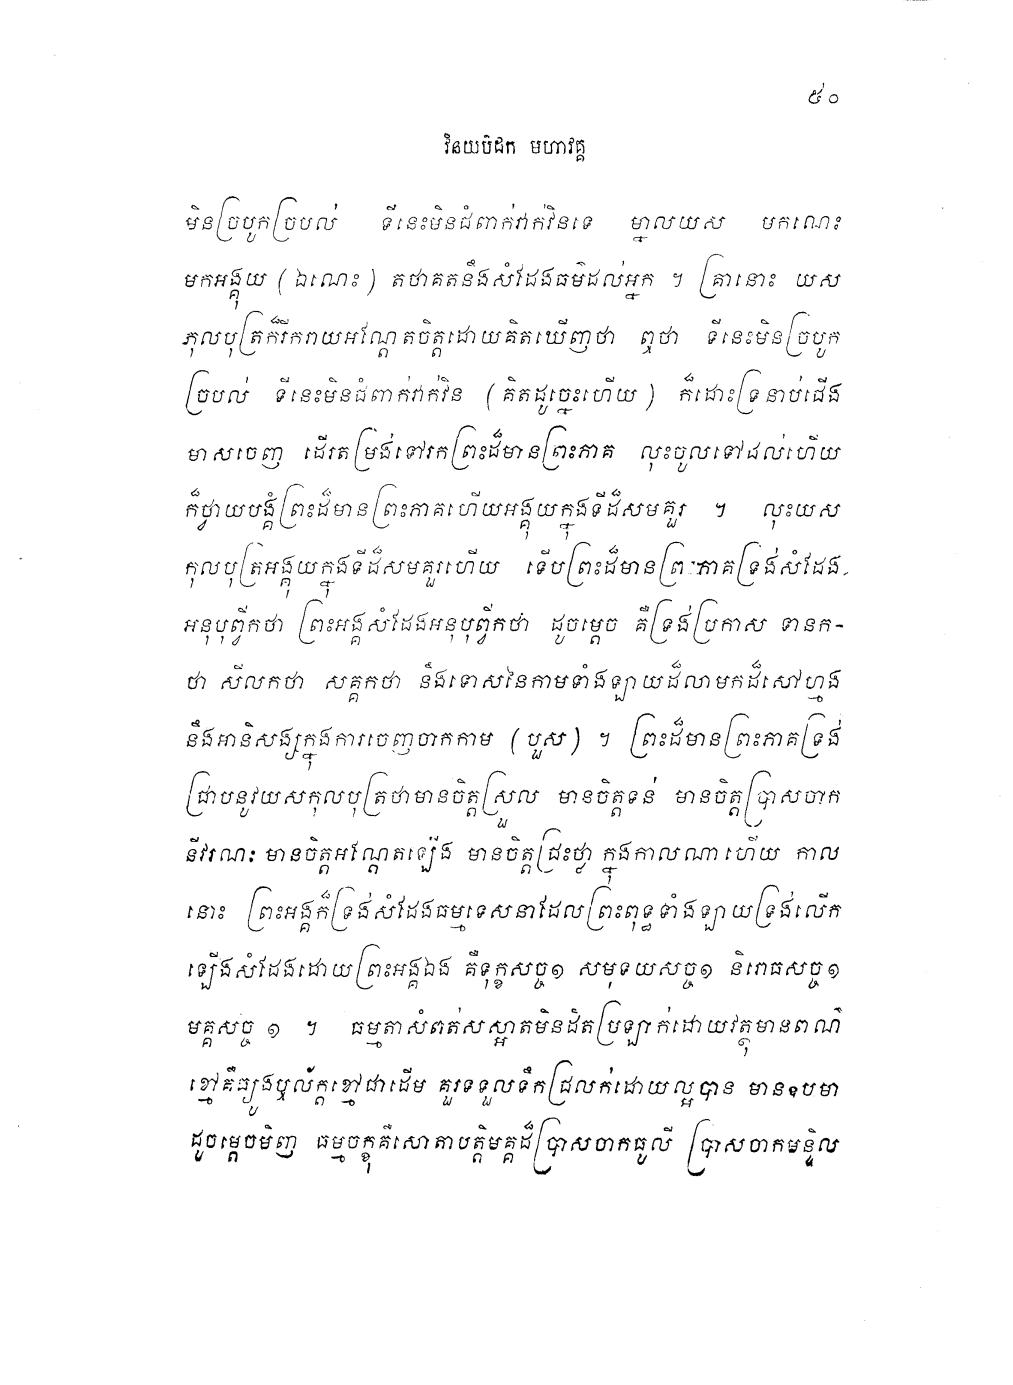 ៥០
វិនយបិដក មហាវគ្គ
មិនច្របូកច្របល់ ទីនេះមិនជំពាក់វាក់វិនទេ ម្នាលយស មកណេះ
មកអង្គុយ (ឯណេះ) តថាគតនឹងសំដែងធម៌ដល់អ្នក ។ គ្រានោះ យស
កុលបុត្រក៏រីករាយអណ្តែតចិត្តដោយគិតឃើញថា ឮថា ទីនេះមិនច្របូក
ច្របល់ ទីនេះមិនជំពាក់វាក់វិន (គិតដូច្នេះហើយ) ក៏ដោះទ្រនាប់ជើង
មាសចេញ ដើរតម្រង់ទៅរកព្រះដ៏មានព្រះភាគ លុះចូលទៅដល់ហើយ
ក៏ថ្វាយបង្គំព្រះដ៏មានព្រះភាគហើយអង្គុយក្នុងទីដ៏សមគួរ ។ លុះយស
កុលបុត្រអង្គុយក្នុងទីដ៏សមគួរហើយ ទើបព្រះដ៏មានព្រះភាគទ្រង់សំដែង
អនុបុព្វិកថា ព្រះអង្គសំដែងអនុបុព្វិកថា ដូចម្តេច គឺទ្រង់ប្រកាស ទានក-
ថា សីលកថា សគ្គកថា នឹងទោសនៃកាមទាំងឡាយដ៏លាមកដ៏សៅហ្មង
នឹងអានិសង្សក្នុងការចេញចាកកាម (បួស) ។ ព្រះដ៏មានព្រះភាគទ្រង់
ជ្រាបនូវយសកុលបុត្រថាមានចិត្តស្រួល មានចិត្តទន់ មានចិត្តប្រាសចាក
នីវរណៈ មានចិត្តអណ្តែតឡើង មានចិត្តជ្រះថ្លា ក្នុងកាលណាហើយ កាល
នោះ ព្រះអង្គក៏ទ្រង់សំដែងធម្មទេសនាដែលព្រះពុទ្ធទាំងឡាយទ្រង់លើក
ឡើងសំដែងដោយព្រះអង្គឯង គឺទុក្ខសច្ច១ សមុទយសច្ច១ និរោធសច្ច១
មគ្គសច្ច ១ ។ ធម្មតាសំពត់សស្អាតមិនដិតប្រឡាក់ដោយវត្ថុមានពណ៌
ខ្មៅគឺធ្យូងឬល័ក្តខ្មៅជាដើម គួរទទួលទឹកជ្រលក់ដោយល្អបាន មានឧបមា
ដូចម្តេចមិញ ធម្មចក្ខុគឺសោតាបត្តិមគ្គដ៏ប្រាសចាកធូលី ប្រាសចាកមន្ទិល